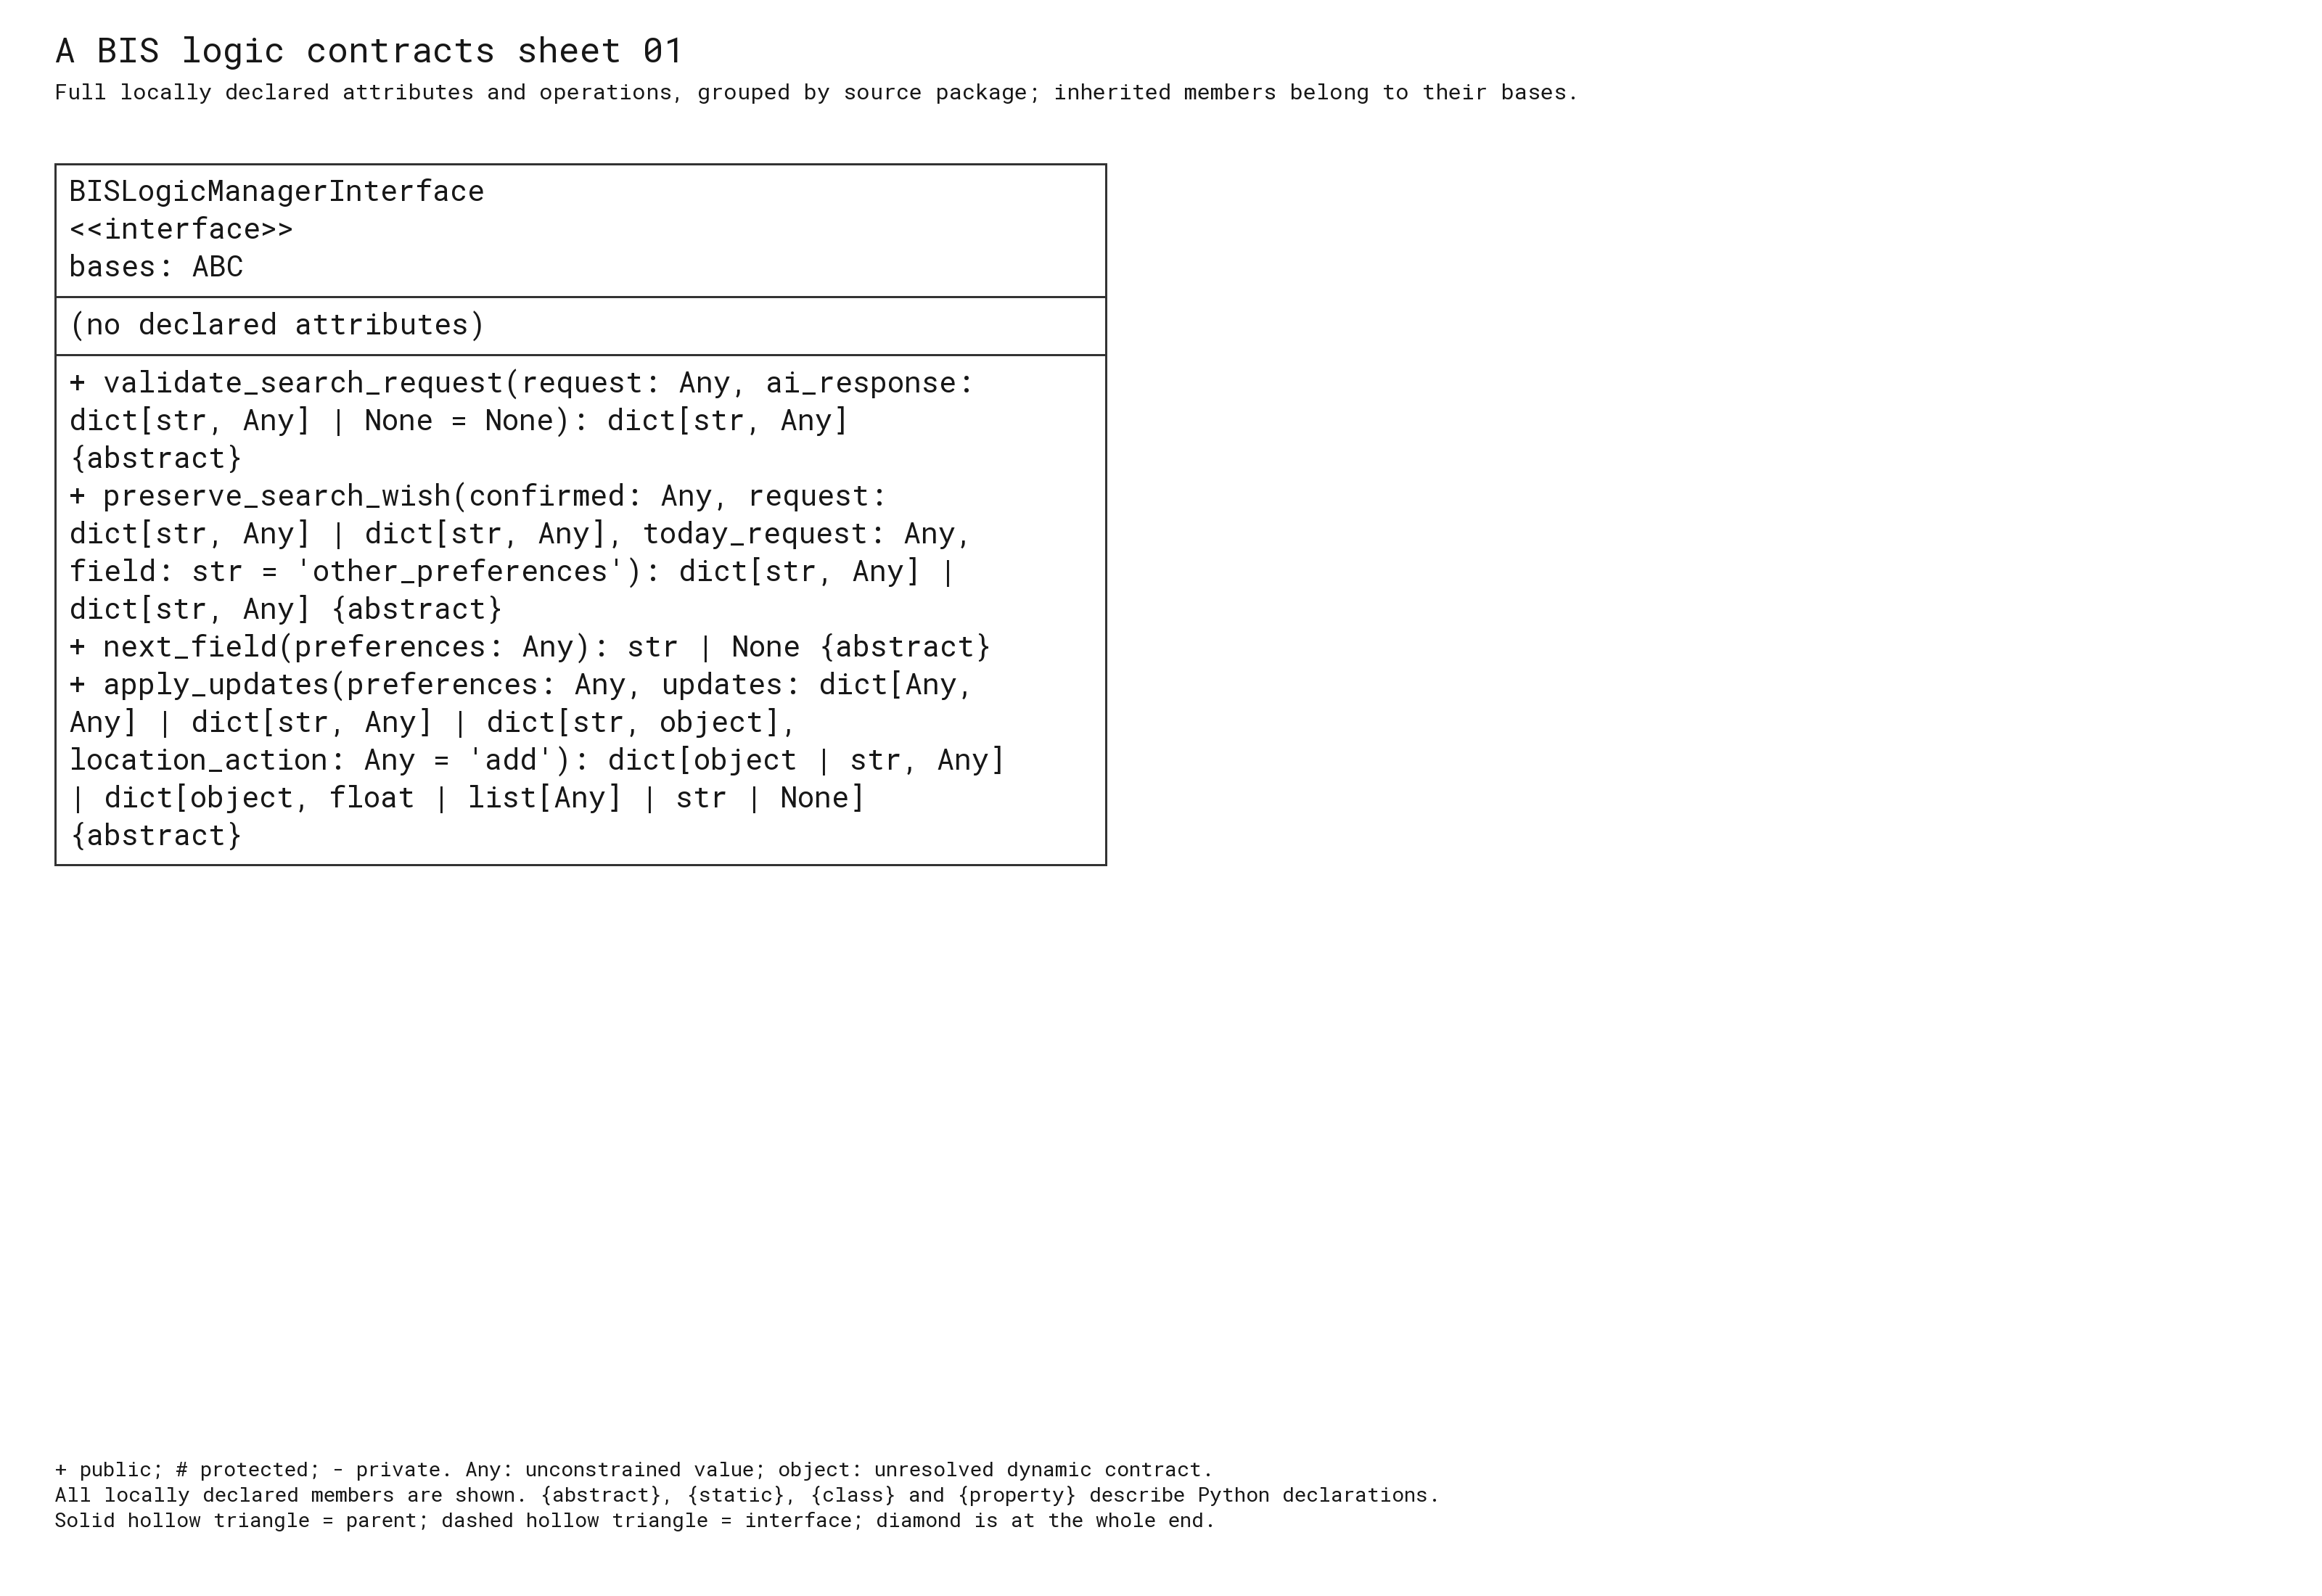 A BIS logic contracts sheet 01
Full locally declared attributes and operations, grouped by source package; inherited members belong to their bases.
BISLogicManagerInterface
<<interface>>
bases: ABC
(no declared attributes)
+ validate_search_request(request: Any, ai_response:
dict[str, Any] | None = None): dict[str, Any]
{abstract}
+ preserve_search_wish(confirmed: Any, request:
dict[str, Any] | dict[str, Any], today_request: Any,
field: str = 'other_preferences'): dict[str, Any] |
dict[str, Any] {abstract}
+ next_field(preferences: Any): str | None {abstract}
+ apply_updates(preferences: Any, updates: dict[Any,
Any] | dict[str, Any] | dict[str, object],
location_action: Any = 'add'): dict[object | str, Any]
| dict[object, float | list[Any] | str | None]
{abstract}
+ public; # protected; - private. Any: unconstrained value; object: unresolved dynamic contract.
All locally declared members are shown. {abstract}, {static}, {class} and {property} describe Python declarations.
Solid hollow triangle = parent; dashed hollow triangle = interface; diamond is at the whole end.